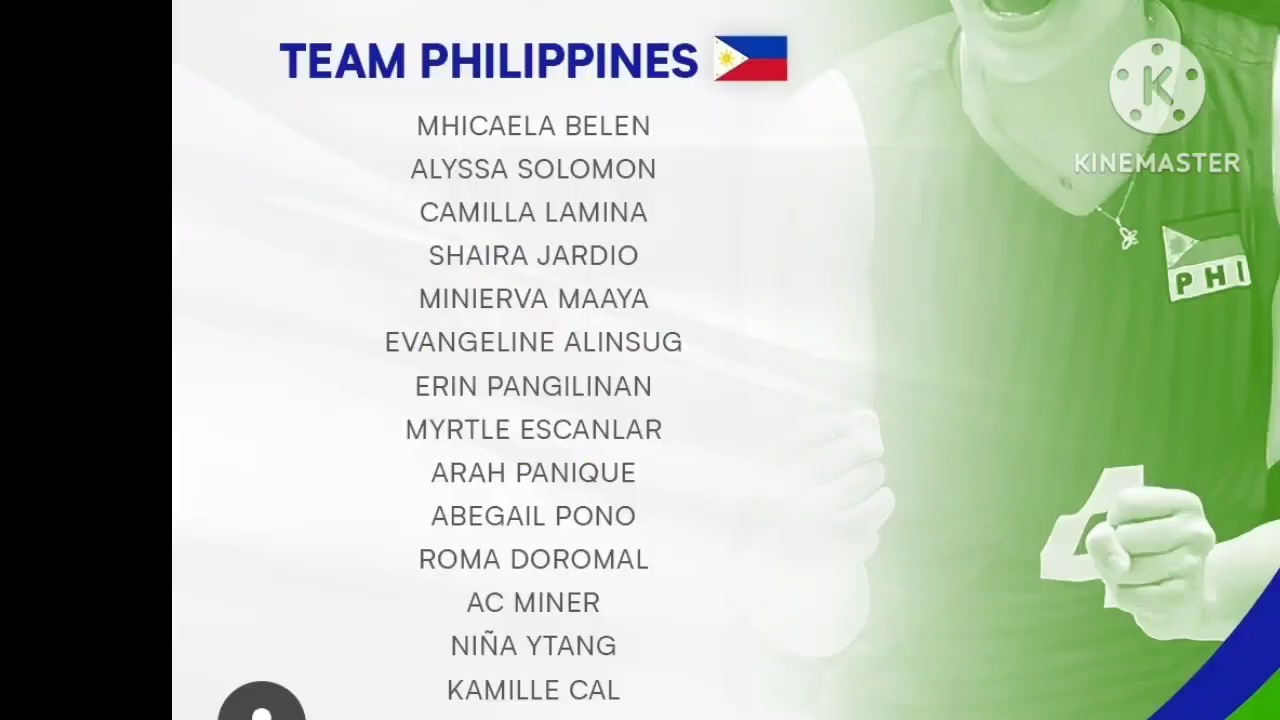 TEAM PHILIPPINES
MHICAELA BELEN
ALYSSA SOLOMON
CAMILLA LAMINA
SHAIRA JARDIO
MINIERVA MAAYA
EVANGELINE ALINSUG
ERIN PANGILINAN
MYRTLE ESCANLAR
ARAH PANIQUE
ABEGAIL PONO
ROMA DOROMAL
AC MINER
NIÑA YTANG
KAMILLE CAL
K
KINEMASTER
PHI
4